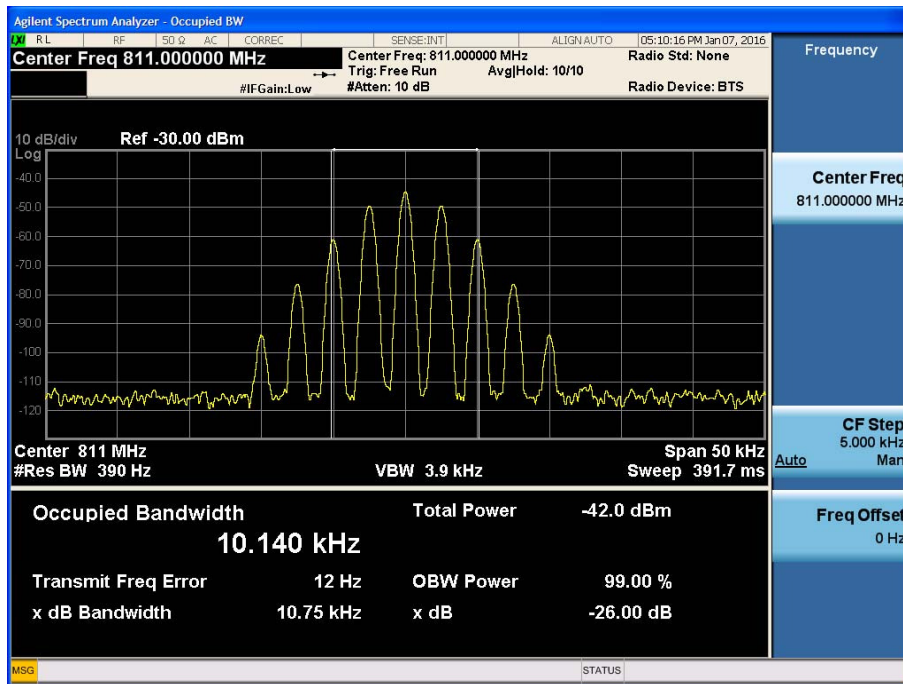 Agilent Spectrum Analyzer - Occupied BW
LXI RL RF 50 Ω AC CORREC SENSE:INT ALIGN AUTO 05:10:16 PM Jan 07, 2016
Center Freq 811.000000 MHz
Center Freq: 811.000000 MHz Radio Std: None
Trig: Free Run Avg|Hold: 10/10
#IFGain:Low #Atten: 10 dB Radio Device: BTS
10 dB/div Ref -30.00 dBm
Log
-40.0
-50.0
-60.0
-70.0
-80.0
-90.0
-100
-110
-120
Center 811 MHz Span 50 kHz
#Res BW 390 Hz VBW 3.9 kHz Sweep 391.7 ms
Occupied Bandwidth Total Power -42.0 dBm
10.140 kHz
Transmit Freq Error 12 Hz OBW Power 99.00 %
x dB Bandwidth 10.75 kHz x dB -26.00 dB
MSG STATUS
Frequency
Center Freq
811.000000 MHz
CF Step
5.000 kHz
Auto Man
Freq Offset
0 Hz